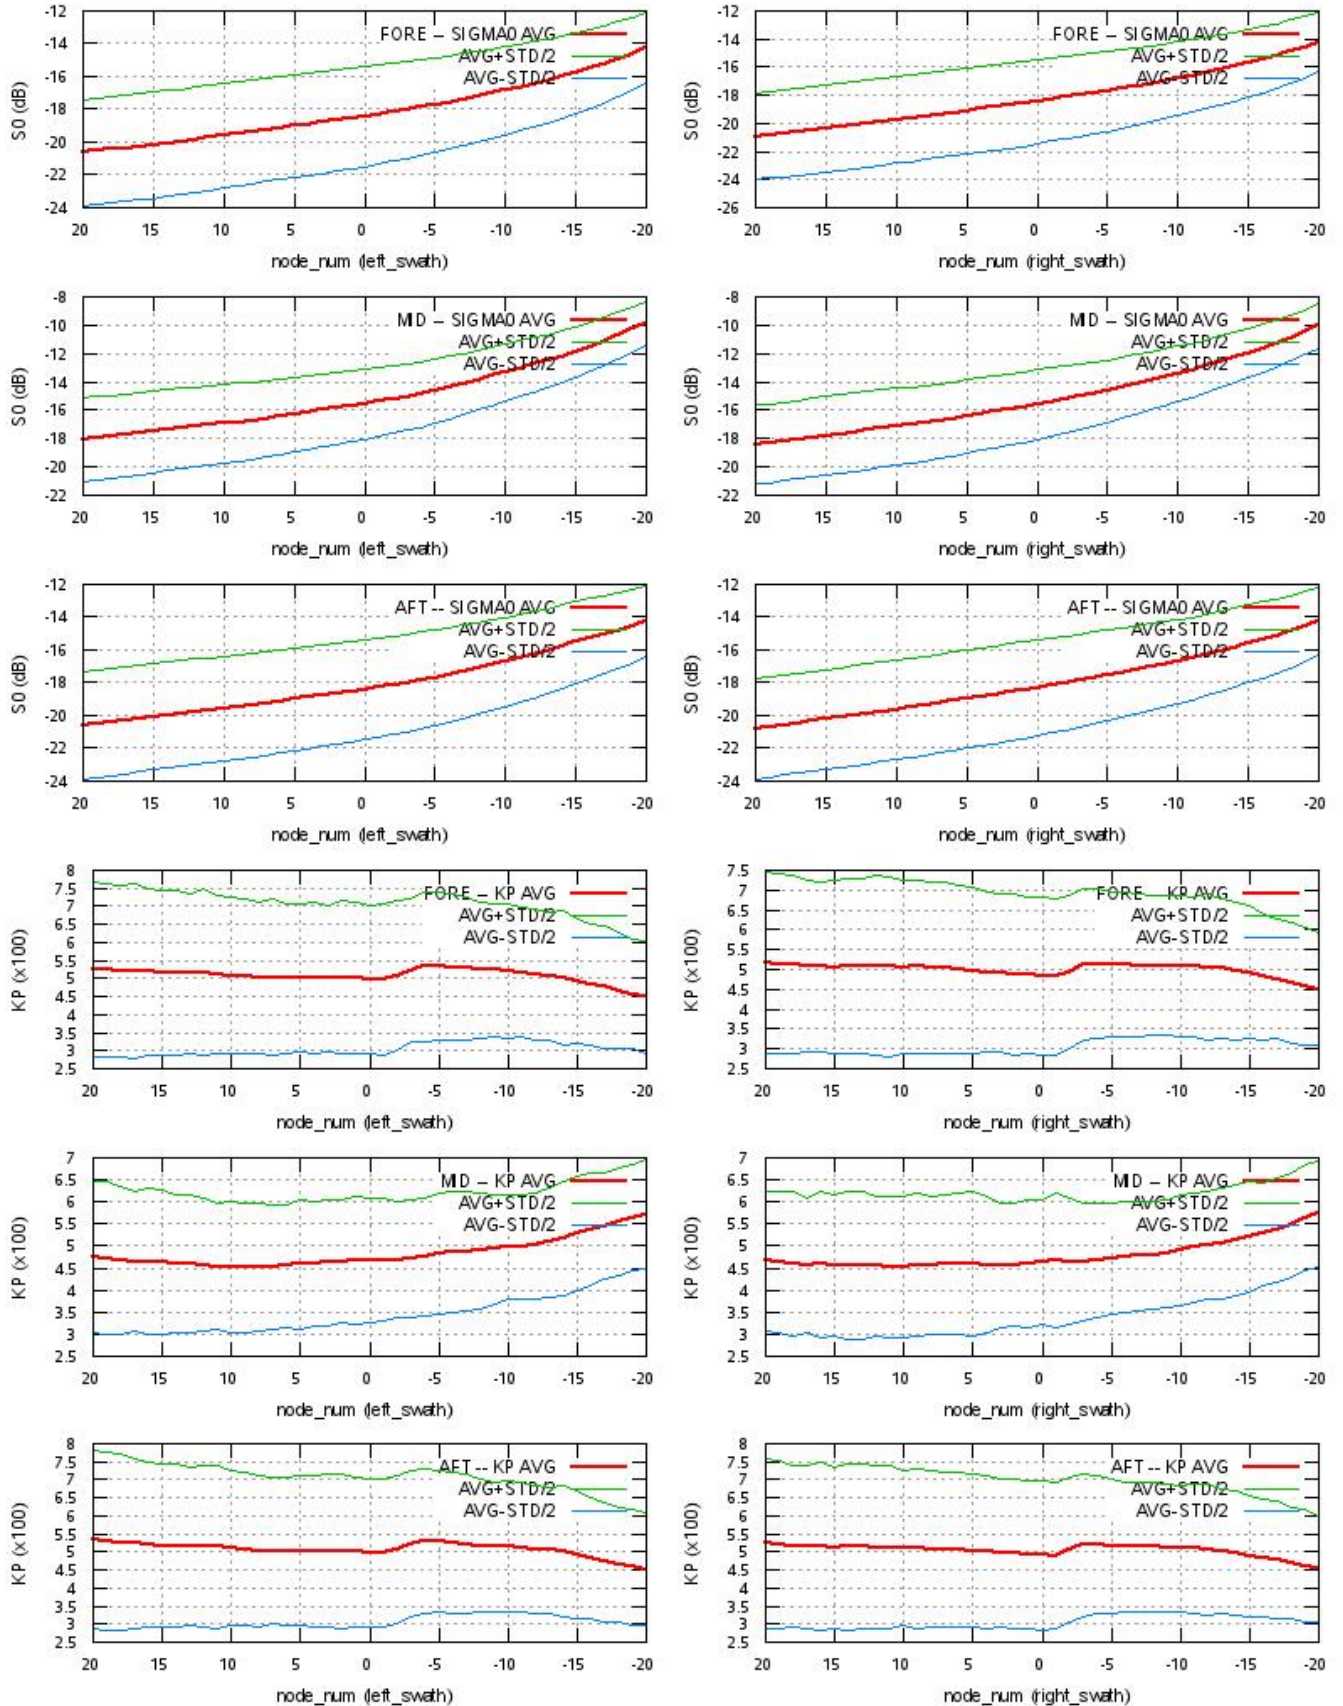 -12
-14
-16
-18
-20
-22
-24
S0 (dB)
FORE -- SIGMA0 AVG
AVG+STD/2
AVG-STD/2
20 15 10 5 0 -5 -10 -15 -20
node_num (left_swath)
-12
-14
-16
-18
-20
-22
-24
-26
S0 (dB)
FORE -- SIGMA0 AVG
AVG+STD/2
AVG-STD/2
20 15 10 5 0 -5 -10 -15 -20
node_num (right_swath)
-8
-10
-12
-14
-16
-18
-20
-22
S0 (dB)
MID -- SIGMA0 AVG
AVG+STD/2
AVG-STD/2
20 15 10 5 0 -5 -10 -15 -20
node_num (left_swath)
-8
-10
-12
-14
-16
-18
-20
-22
S0 (dB)
MID -- SIGMA0 AVG
AVG+STD/2
AVG-STD/2
20 15 10 5 0 -5 -10 -15 -20
node_num (right_swath)
-12
-14
-16
-18
-20
-22
-24
S0 (dB)
AFT -- SIGMA0 AVG
AVG+STD/2
AVG-STD/2
20 15 10 5 0 -5 -10 -15 -20
node_num (left_swath)
-12
-14
-16
-18
-20
-22
-24
S0 (dB)
AFT -- SIGMA0 AVG
AVG+STD/2
AVG-STD/2
20 15 10 5 0 -5 -10 -15 -20
node_num (right_swath)
8
7.5
7
6.5
6
5.5
5
4.5
4
3.5
3
2.5
KP (x100)
FORE -- KP AVG
AVG+STD/2
AVG-STD/2
20 15 10 5 0 -5 -10 -15 -20
node_num (left_swath)
7.5
7
6.5
6
5.5
5
4.5
4
3.5
3
2.5
KP (x100)
FORE -- KP AVG
AVG+STD/2
AVG-STD/2
20 15 10 5 0 -5 -10 -15 -20
node_num (right_swath)
7
6.5
6
5.5
5
4.5
4
3.5
3
2.5
KP (x100)
MID -- KP AVG
AVG+STD/2
AVG-STD/2
20 15 10 5 0 -5 -10 -15 -20
node_num (left_swath)
7
6.5
6
5.5
5
4.5
4
3.5
3
2.5
KP (x100)
MID -- KP AVG
AVG+STD/2
AVG-STD/2
20 15 10 5 0 -5 -10 -15 -20
node_num (right_swath)
8
7.5
7
6.5
6
5.5
5
4.5
4
3.5
3
2.5
KP (x100)
AFT -- KP AVG
AVG+STD/2
AVG-STD/2
20 15 10 5 0 -5 -10 -15 -20
node_num (left_swath)
8
7.5
7
6.5
6
5.5
5
4.5
4
3.5
3
2.5
KP (x100)
AFT -- KP AVG
AVG+STD/2
AVG-STD/2
20 15 10 5 0 -5 -10 -15 -20
node_num (right_swath)